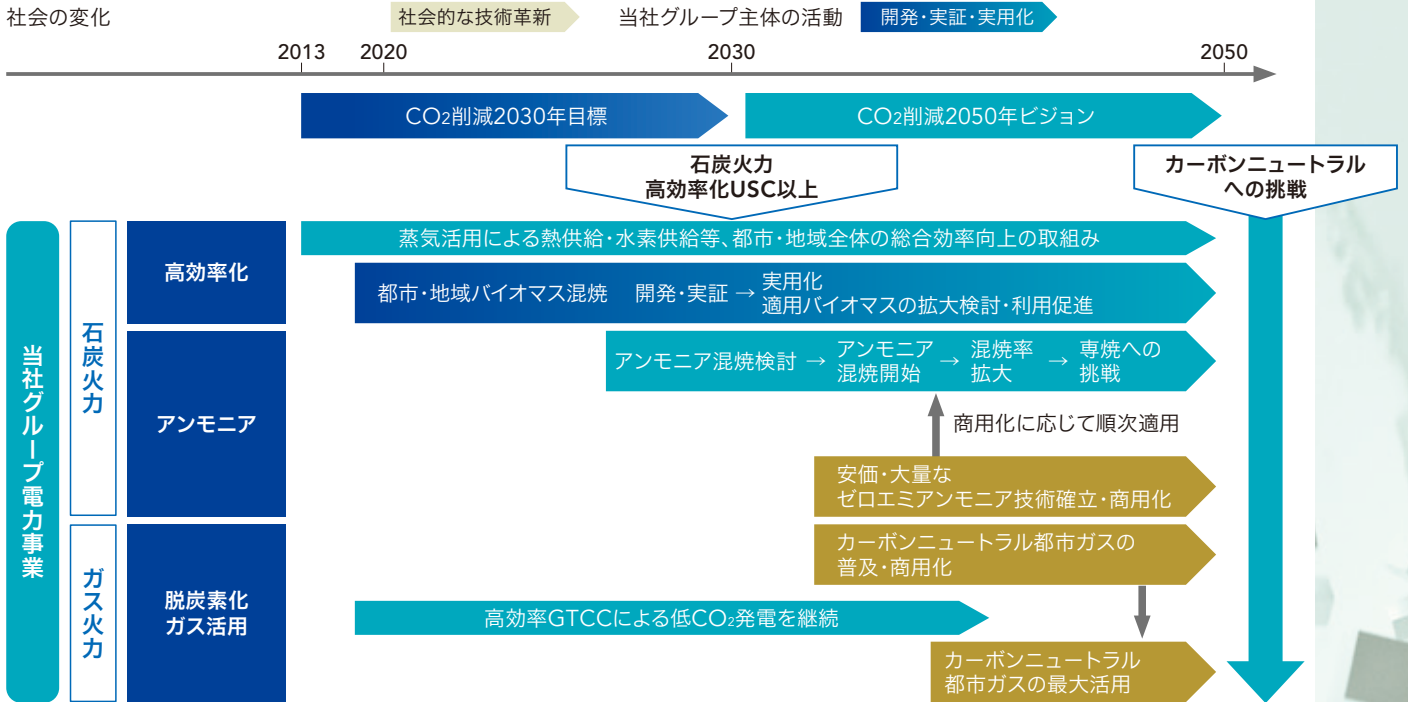 社会の変化
社会的な技術革新
当社グループ主体の活動
開発・実証・実用化
2013
2020
2030
2050
CO₂削減2030年目標
CO₂削減2050年ビジョン
石炭火力
高効率化USC以上
カーボンニュートラル
への挑戦
当社グループ電力事業
石炭火力
高効率化
蒸気活用による熱供給・水素供給等、都市・地域全体の総合効率向上の取組み
都市・地域バイオマス混焼 開発・実証 →
実用化
適用バイオマスの拡大検討・利用促進
アンモニア
アンモニア混焼検討 →
アンモニア
混焼開始
→
混焼率
拡大
→
専焼への
挑戦
商用化に応じて順次適用
安価・大量な
ゼロエミアンモニア技術確立・商用化
ガス火力
脱炭素化
ガス活用
カーボンニュートラル都市ガスの
普及・商用化
高効率GTCCによる低CO₂発電を継続
カーボンニュートラル
都市ガスの最大活用